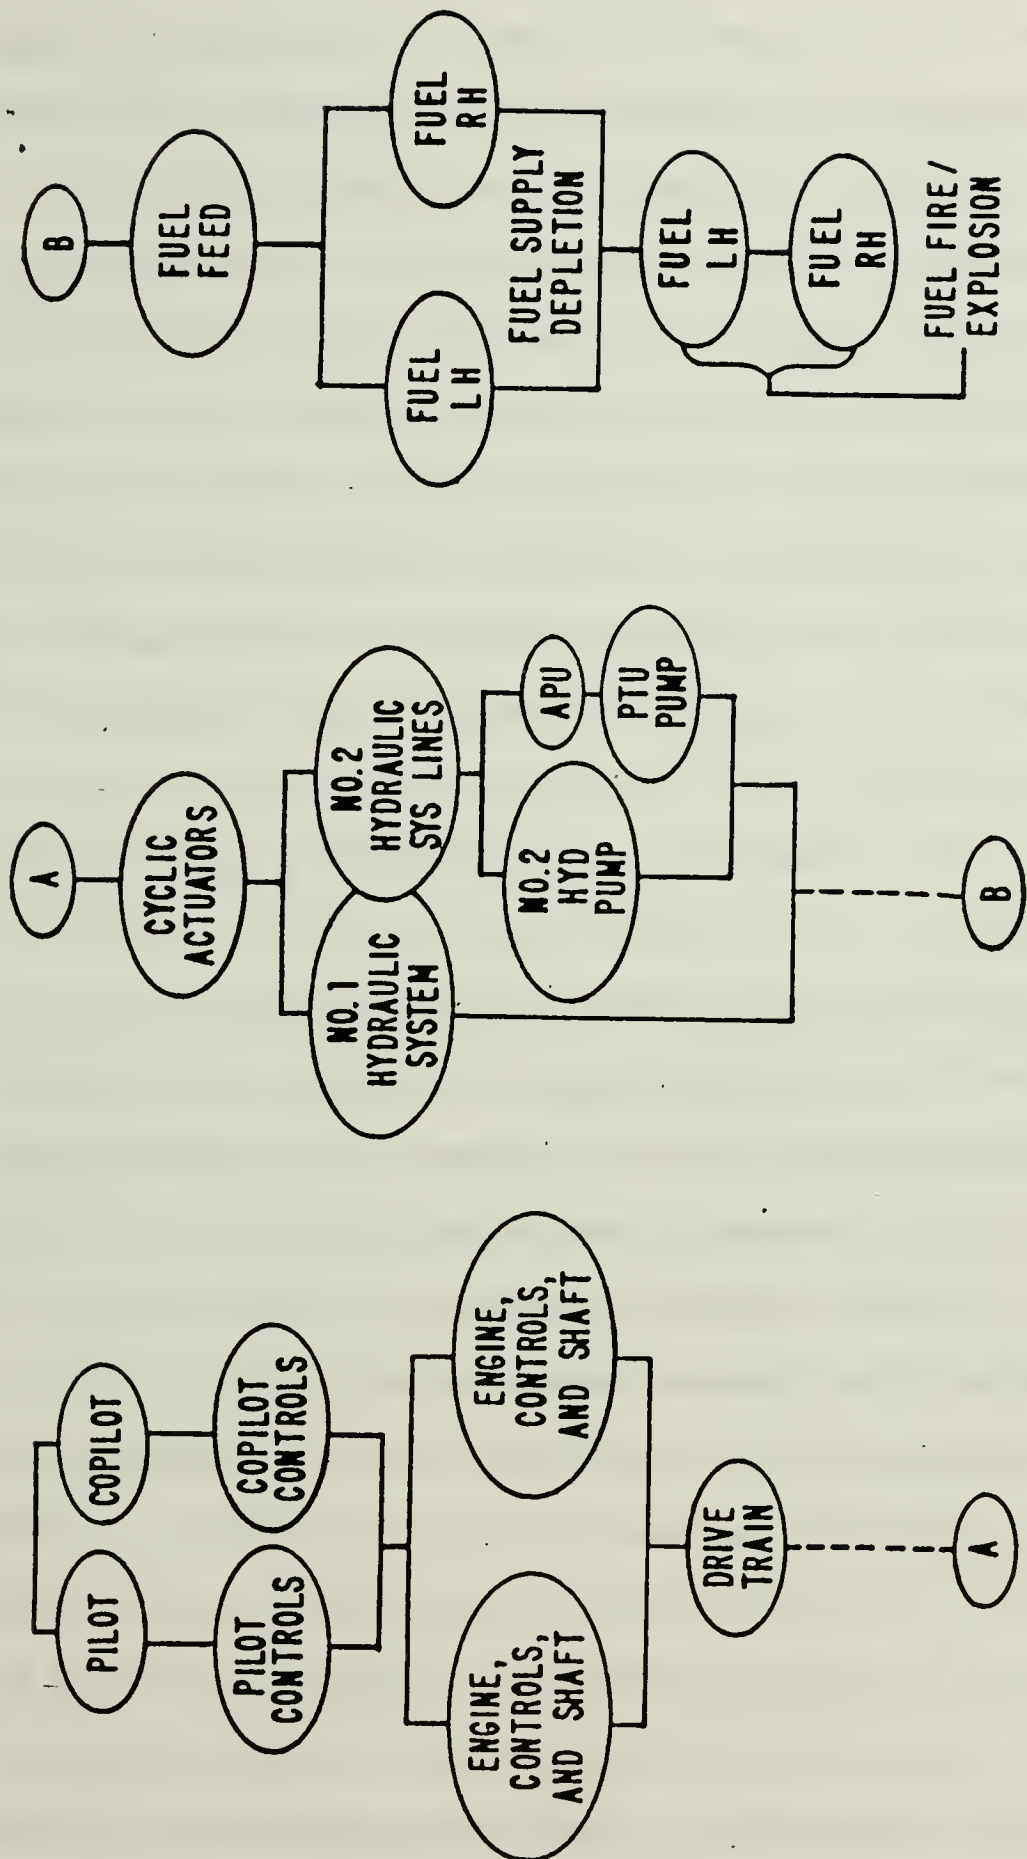 PILOT
COPILOT
PILOT
CONTROLS
COPILOT
CONTROLS
ENGINE,
CONTROLS,
AND SHAFT
ENGINE,
CONTROLS,
AND SHAFT
DRIVE
TRAIN
A
A
CYCLIC
ACTUATORS
NO.1
HYDRAULIC
SYSTEM
NO.2
HYDRAULIC
SYS LINES
NO.2
HYD
PUMP
APU
PTU
PUMP
B
B
FUEL
FEED
FUEL
LH
FUEL
RH
FUEL SUPPLY
DEPLETION
FUEL
LH
FUEL
RH
FUEL FIRE/
EXPLOSION